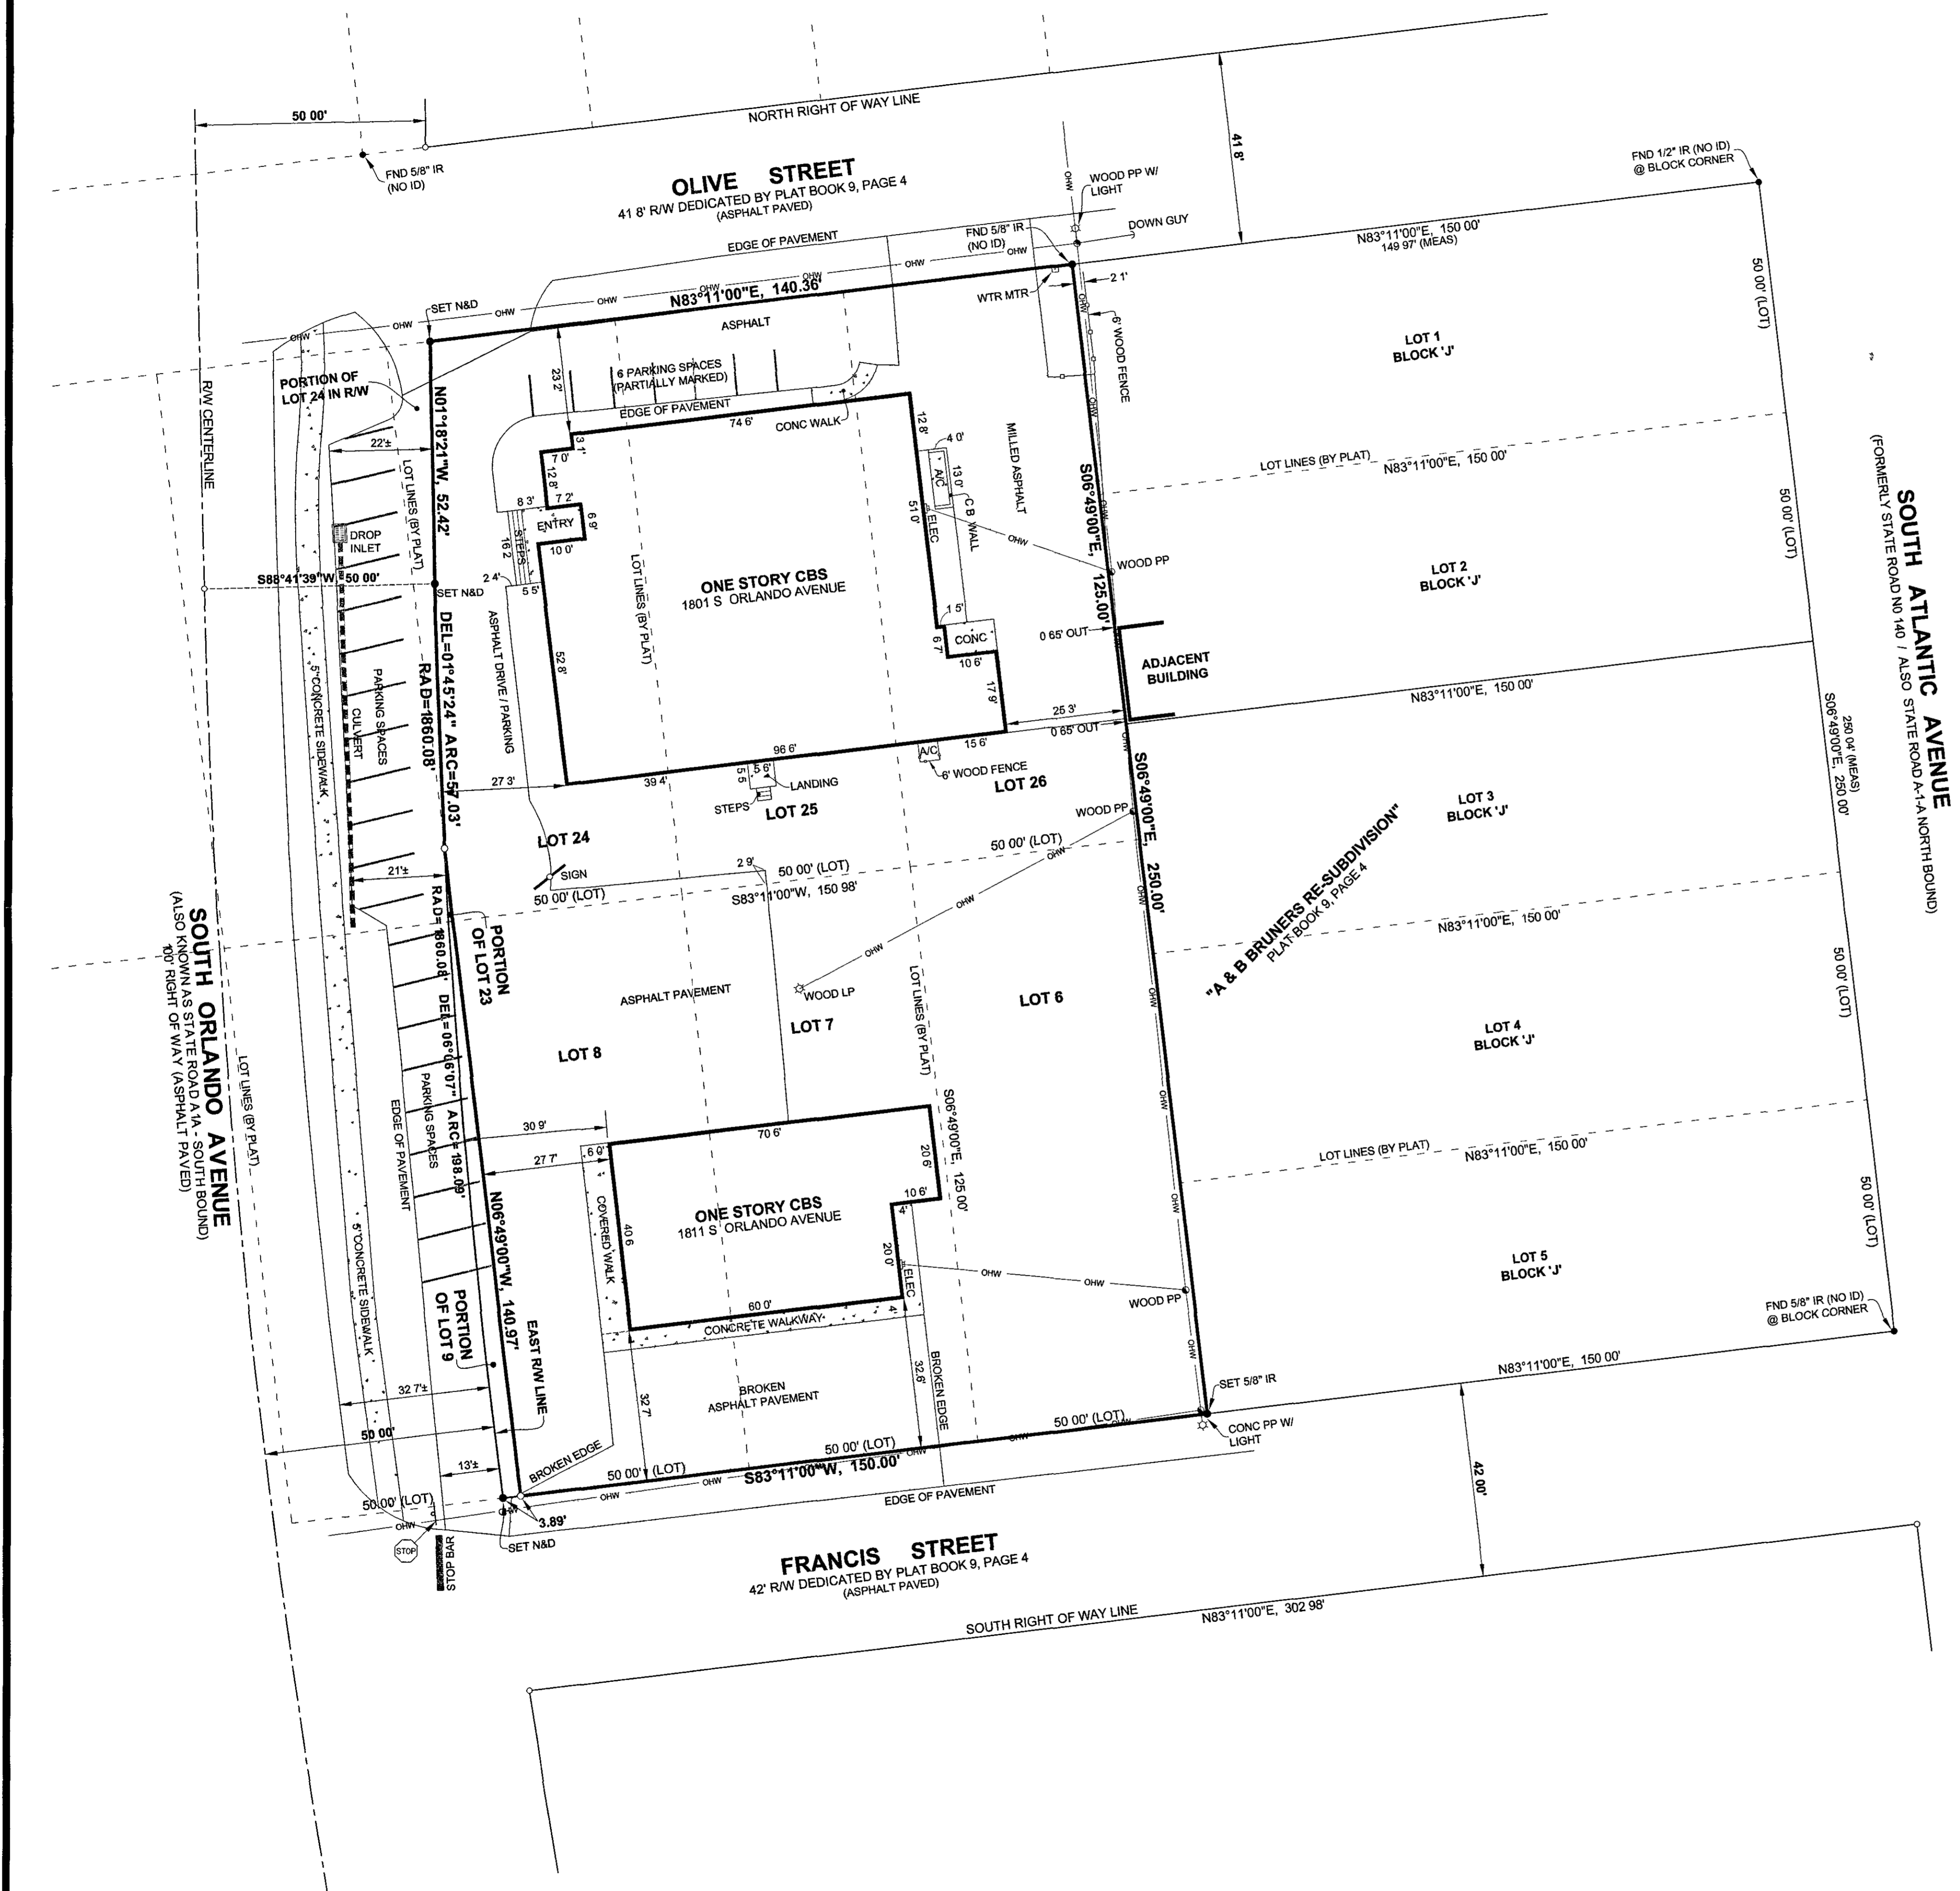 NORTH RIGHT OF WAY LINE
50 00'
FND 5/8" IR
(NO ID)
OLIVE STREET
41 8' R/W DEDICATED BY PLAT BOOK 9, PAGE 4
(ASPHALT PAVED)
EDGE OF PAVEMENT
41 8'
FND 1/2" IR (NO ID)
@ BLOCK CORNER
WOOD PP W/
LIGHT
DOWN GUY
FND 5/8" IR
(NO ID)
OHW
OHW
OHW
OHW
OHW
OHW
OHW
OHW
N83°11'00"E, 150 00'
149 97' (MEAS)
N83°11'00"E, 140.36'
SET N&D
WTR MTR
2 1'
ASPHALT
6' WOOD FENCE
50 00' (LOT)
LOT 1
BLOCK 'J'
PORTION OF
LOT 24 IN R/W
23 2'
6 PARKING SPACES
(PARTIALLY MARKED)
EDGE OF PAVEMENT
CONC WALK
74 6'
3 1'
7 0'
12 8'
7 2'
8 3'
ENTRY
6 9'
STEPS
16 2
10 0'
2 4'
5 5'
12 8'
4 0'
A/C
13 0'
C B WALL
51 0'
ELEC
MILLED ASPHALT
OHW
WOOD PP
R/W CENTERLINE
22'±
LOT LINES (BY PLAT)
N01°18'21"W, 52.42'
DROP
INLET
S88°41'39"W, 50 00'
SET N&D
S06°49'00"E, 125.00'
LOT LINES (BY PLAT)
N83°11'00"E, 150 00'
50 00' (LOT)
LOT 2
BLOCK 'J'
SOUTH ATLANTIC AVENUE
(FORMERLY STATE ROAD N0 140 / ALSO STATE ROAD A-1-A NORTH BOUND)
ONE STORY CBS
1801 S ORLANDO AVENUE
LOT LINES (BY PLAT)
ASPHALT DRIVE / PARKING
DEL=01°45'24" ARC=57.03'
RAD=1860.08'
5' CONCRETE SIDEWALK
CULVERT
PARKING SPACES
52 8'
1 5'
6 7'
CONC
10 6'
17 9'
0 65' OUT
ADJACENT
BUILDING
25 3'
0 65' OUT
N83°11'00"E, 150 00'
S06°49'00"E, 250 00'
250 04' (MEAS)
27 3'
39 4'
96 6'
15 6'
5 5
5 6'
LANDING
STEPS
A/C
6' WOOD FENCE
LOT 24
LOT 25
LOT 26
WOOD PP
S06°49'00"E, 250.00'
LOT 3
BLOCK 'J'
"A & B BRUNERS RE-SUBDIVISION"
PLAT BOOK 9, PAGE 4
SIGN
2 9'
50 00' (LOT)
50 00' (LOT)
50 00' (LOT)
S83°11'00"W, 150 98'
OHW
OHW
OHW
WOOD LP
21'±
PORTION
OF LOT 23
RAD=1860.08' DEL=06°06'07" ARC=198.09'
ASPHALT PAVEMENT
LOT 8
LOT 7
LOT 6
LOT LINES (BY PLAT)
N83°11'00"E, 150 00'
50 00' (LOT)
LOT 4
BLOCK 'J'
SOUTH ORLANDO AVENUE
(ALSO KNOWN AS STATE ROAD A1A - SOUTH BOUND)
100' RIGHT OF WAY (ASPHALT PAVED)
LOT LINES (BY PLAT)
EDGE OF PAVEMENT
PARKING SPACES
5' CONCRETE SIDEWALK
30 9'
27 7'
6 0'
70 6'
S06°49'00"E, 125 00'
20 6'
10 6'
4'
20 0'
ELEC
4'
40 6
60 0'
COVERED WALK
ONE STORY CBS
1811 S ORLANDO AVENUE
CONCRETE WALKWAY
LOT LINES (BY PLAT)
N83°11'00"E, 150 00'
50 00' (LOT)
LOT 5
BLOCK 'J'
FND 5/8" IR (NO ID)
@ BLOCK CORNER
OHW
OHW
WOOD PP
N06°49'00"W, 140.97'
EAST R/W LINE
PORTION
OF LOT 9
32 7'±
50 00'
13'±
32 7'
BROKEN
ASPHALT PAVEMENT
32.6'
BROKEN EDGE
BROKEN EDGE
N83°11'00"E, 150 00'
SET 5/8" IR
CONC PP W/
LIGHT
50 00' (LOT)
50 00' (LOT)
50 00' (LOT)
50.00' (LOT)
S83°11'00"W, 150.00'
OHW
OHW
OHW
OHW
3.89'
SET N&D
STOP
STOP BAR
EDGE OF PAVEMENT
42 00'
FRANCIS STREET
42' R/W DEDICATED BY PLAT BOOK 9, PAGE 4
(ASPHALT PAVED)
SOUTH RIGHT OF WAY LINE
N83°11'00"E, 302 98'